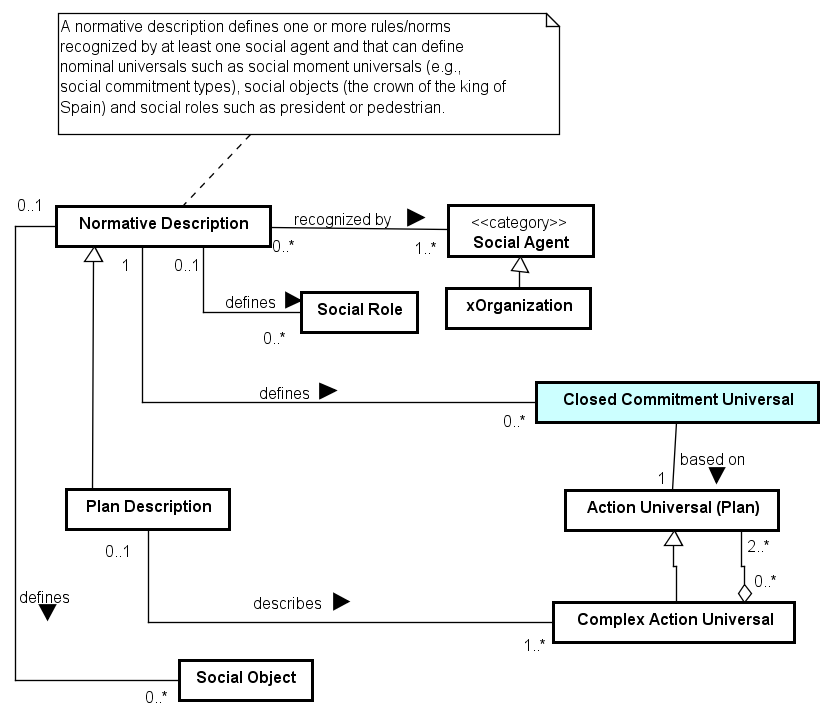 A normative description defines one or more rules/norms
recognized by at least one social agent and that can define
nominal universals such as social moment universals (e.g.,
social commitment types), social objects (the crown of the king of
Spain) and social roles such as president or pedestrian.
0..1
Normative Description
recognized by
0..*
1..*
<<category>>
Social Agent
1
0..1
xOrganization
defines
Social Role
0..*
defines
Closed Commitment Universal
0..*
based on
1
Plan Description
Action Universal (Plan)
0..1
2..*
0..*
defines
describes
Complex Action Universal
1..*
Social Object
0..*